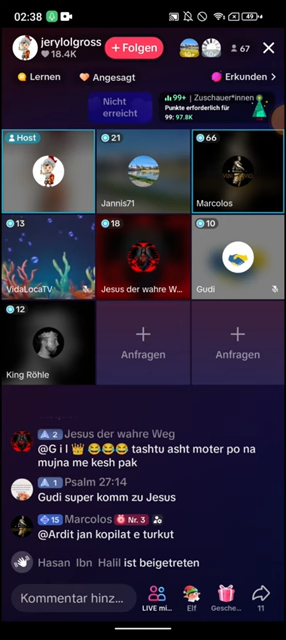 02:38
49
jerylolgross
18.4K
+ Folgen
67
Lernen
Angesagt
Erkunden >
Nicht
erreicht
99+ | Zuschauer*innen
Punkte erforderlich für
99: 97.8K
Host
21
Jannis71
66
Marcolos
13
VidaLocaTV
18
Jesus der wahre W...
10
Gudi
12
King Röhle
Anfragen
Anfragen
2 Jesus der wahre Weg
@G i l 👑 😂😂😂 tashtu asht moter po na
mujna me kesh pak
1 Psalm 27:14
Gudi super komm zu Jesus
15 Marcolos Nr. 3
@Ardit jan kopilat e turkut
Hasan Ibn Halil ist beigetreten
Kommentar hinz...
LIVE mi...
Elf
Gesche...
11